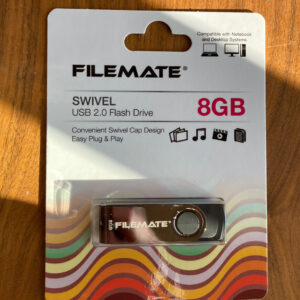 Compatible with Notebook
and Desktop Systems
FILEMATE®
SWIVEL
USB 2.0 Flash Drive
8GB
Convenient Swivel Cap Design
Easy Plug & Play
8GB
FILEMATE®